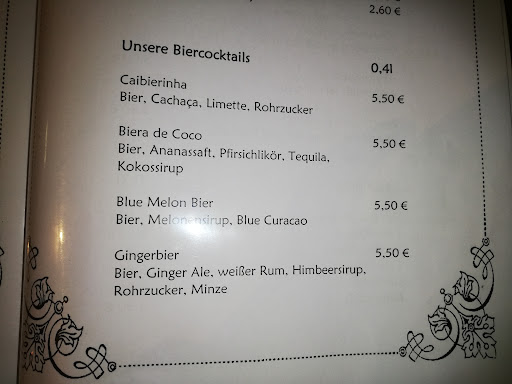 2,60 €
Unsere Biercocktails 0,4l
Caibierinha
Bier, Cachaça, Limette, Rohrzucker 5,50 €
Biera de Coco 5,50 €
Bier, Ananassaft, Pfirsichlikör, Tequila,
Kokossirup
Blue Melon Bier 5,50 €
Bier, Melonensirup, Blue Curacao
Gingerbier 5,50 €
Bier, Ginger Ale, weißer Rum, Himbeersirup,
Rohrzucker, Minze